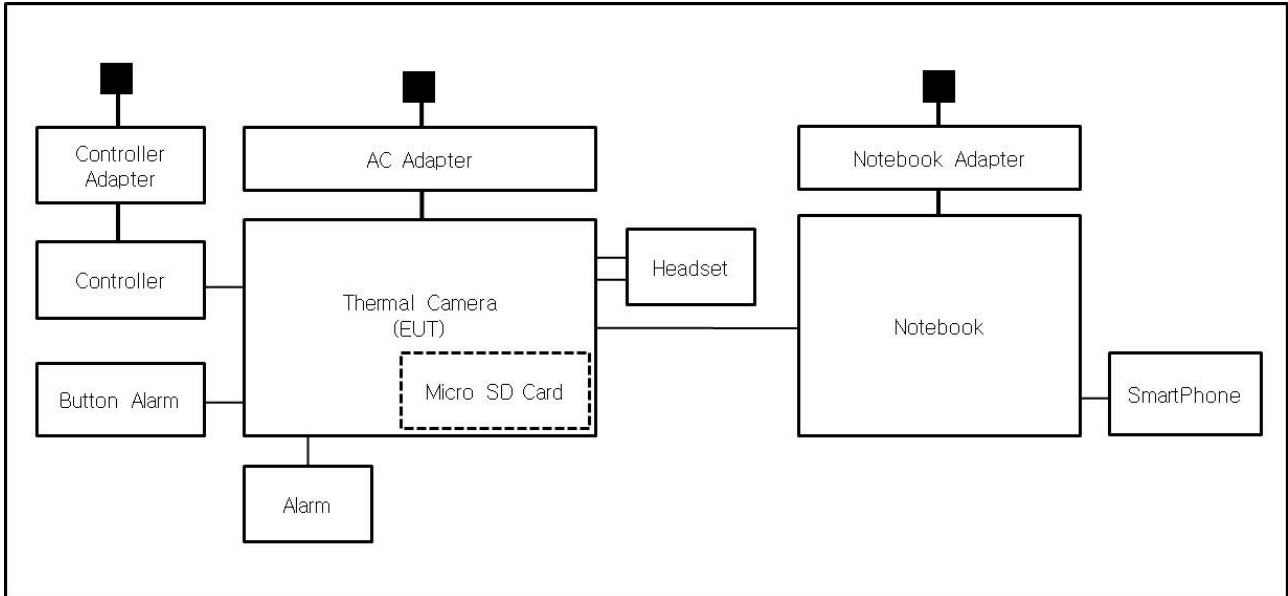 Controller
Adapter
AC Adapter
Notebook Adapter
Controller
Thermal Camera
(EUT)
Headset
Notebook
Button Alarm
Micro SD Card
SmartPhone
Alarm